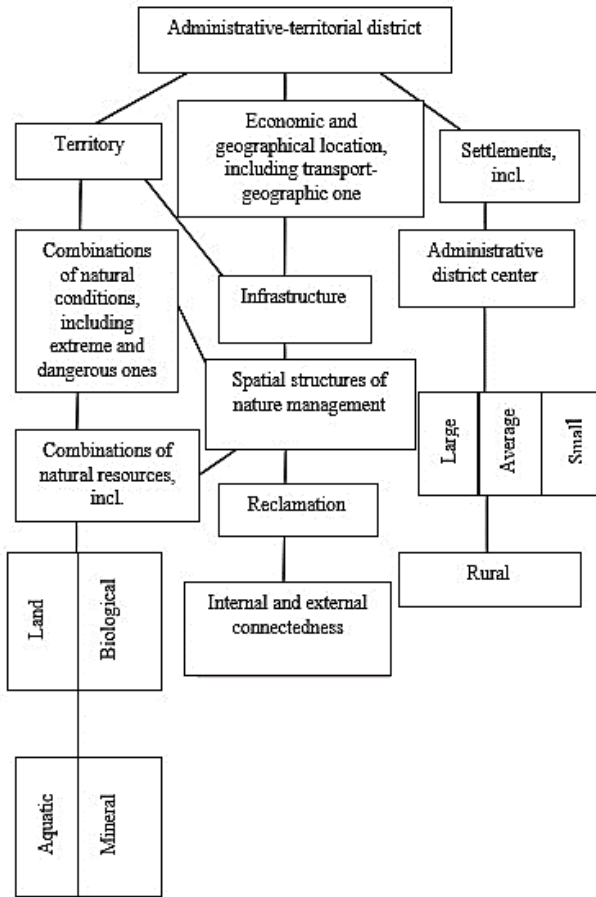 Administrative-territorial district
Territory
Economic and
geographical location,
including transport-
geographic one
Settlements,
incl.
Combinations
of natural
conditions,
including
extreme and
dangerous ones
Infrastructure
Administrative
district center
Spatial structures of
nature management
Large
Average
Small
Combinations of
natural resources,
incl.
Reclamation
Rural
Land
Biological
Internal and external
connectedness
Aquatic
Mineral